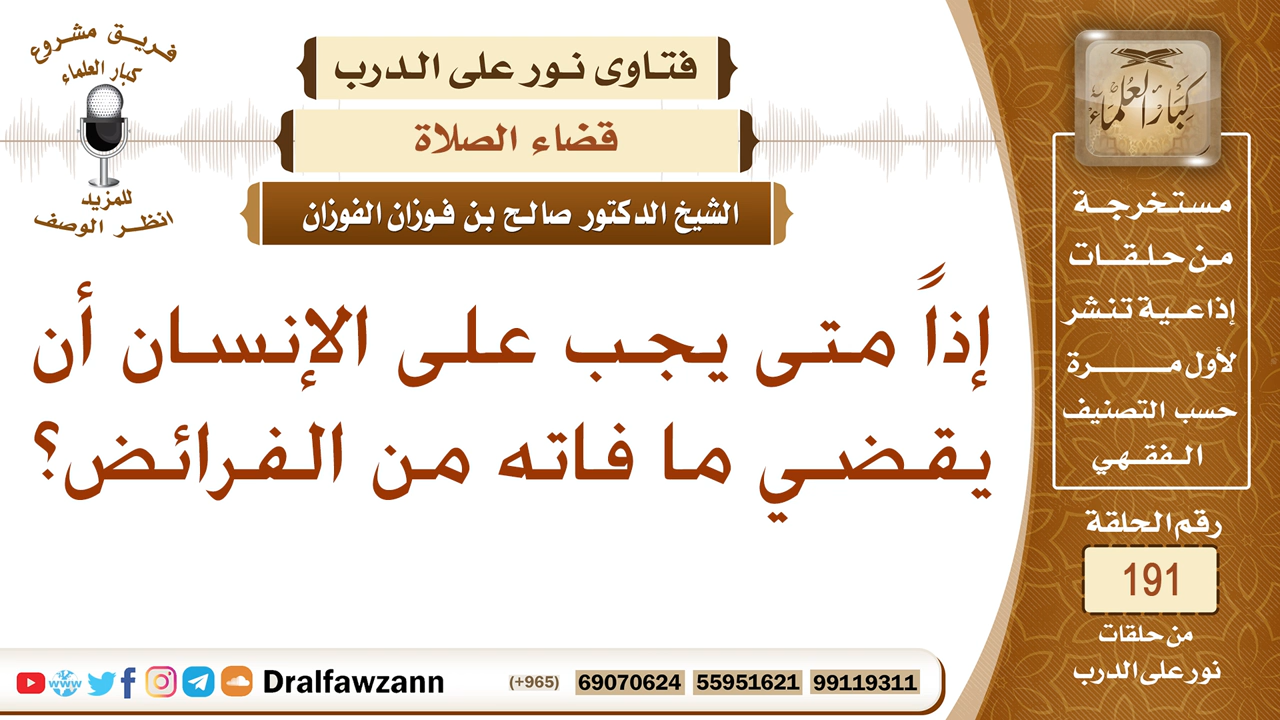 فريق مشروع
كبار العلماء
للمزيد
انظر الوصف
فتاوى نور على الدرب
قضاء الصلاة
الشيخ الدكتور صالح بن فوزان الفوزان
إذاً متى يجب على الإنسان أن
يقضي ما فاته من الفرائض؟
كبار العلماء
مستخرجة
من حلقات
إذاعية تنشر
لأول مرة
حسب التصنيف
الفقهي
رقم الحلقة
191
من حلقات
نور على الدرب
www Dralfawzann (+965) 69070624 55951621 99119311